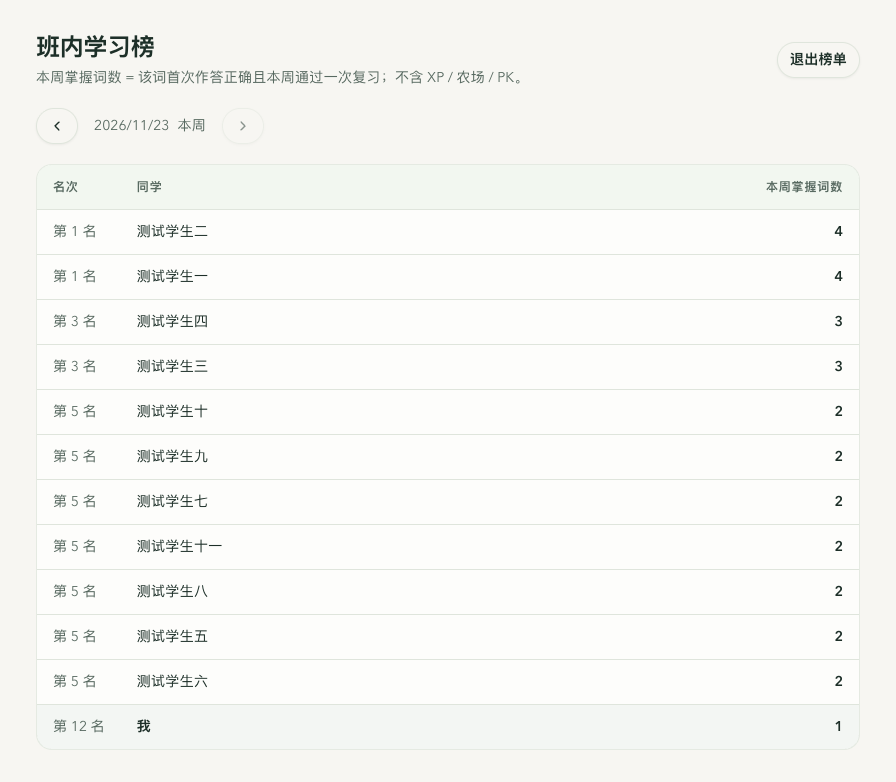 班内学习榜
本周掌握词数 = 该词首次作答正确且本周通过一次复习；不含 XP / 农场 / PK。
退出榜单
2026/11/23 本周
名次 同学 本周掌握词数
第 1 名 测试学生二 4
第 1 名 测试学生一 4
第 3 名 测试学生四 3
第 3 名 测试学生三 3
第 5 名 测试学生十 2
第 5 名 测试学生九 2
第 5 名 测试学生七 2
第 5 名 测试学生十一 2
第 5 名 测试学生八 2
第 5 名 测试学生五 2
第 5 名 测试学生六 2
第 12 名 我 1